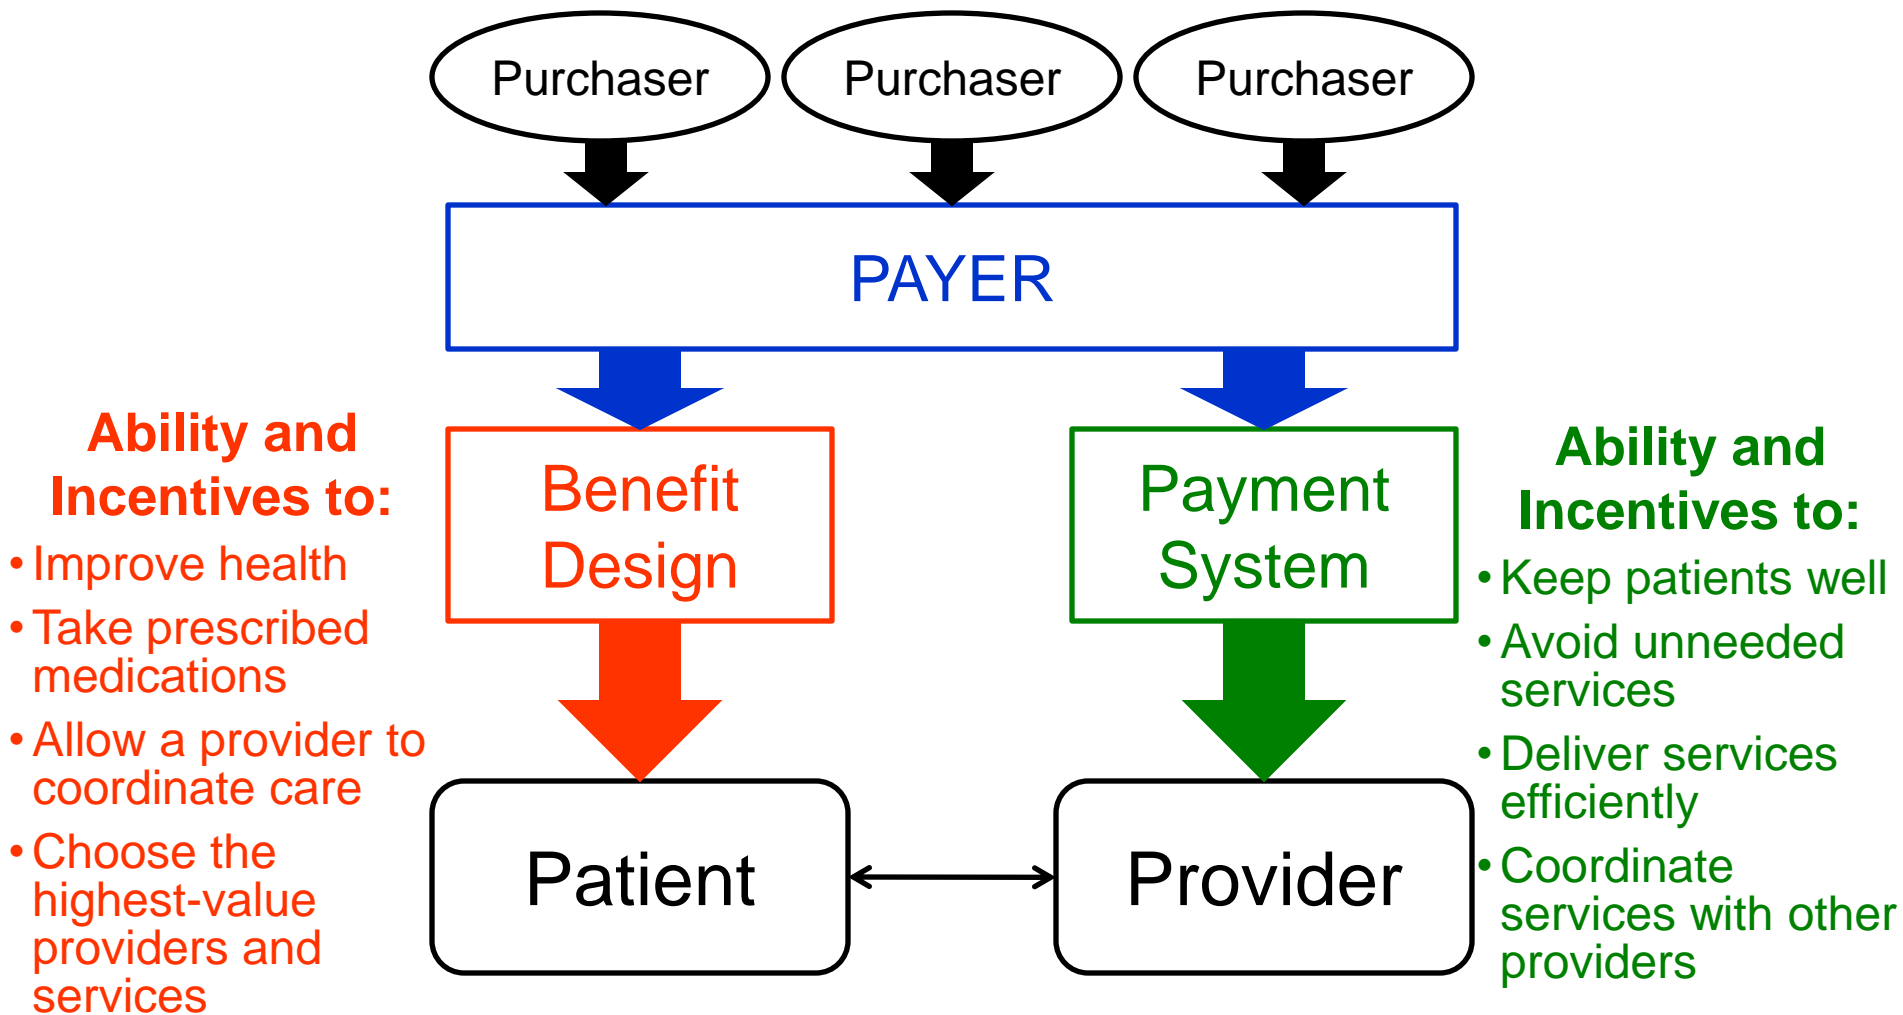 Purchaser
Purchaser
Purchaser
PAYER
Ability and
Incentives to:
• Improve health
• Take prescribed
medications
• Allow a provider to
coordinate care
• Choose the
highest-value
providers and
services
Benefit
Design
Payment
System
Ability and
Incentives to:
• Keep patients well
• Avoid unneeded
services
• Deliver services
efficiently
• Coordinate
services with other
providers
Patient
Provider